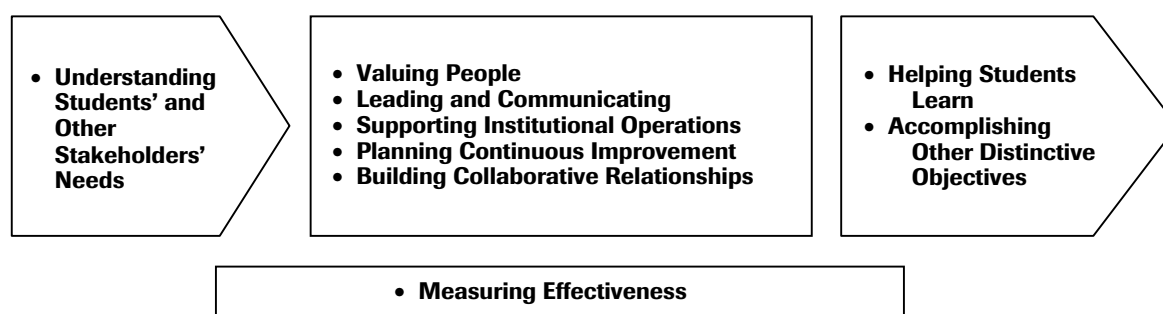 • Understanding
Students’ and
Other
Stakeholders’
Needs
• Valuing People
• Leading and Communicating
• Supporting Institutional Operations
• Planning Continuous Improvement
• Building Collaborative Relationships
• Helping Students
Learn
• Accomplishing
Other Distinctive
Objectives
• Measuring Effectiveness